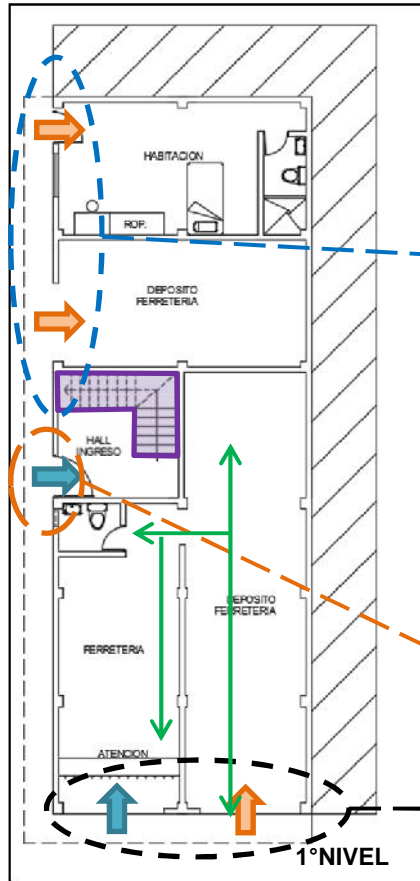 HABITACION
ROP.
DEPOSITO
FERRETERIA
HALL
INGRESO
DEPOSITO
FERRETERIA
FERRETERIA
ATENCION
1°NIVEL